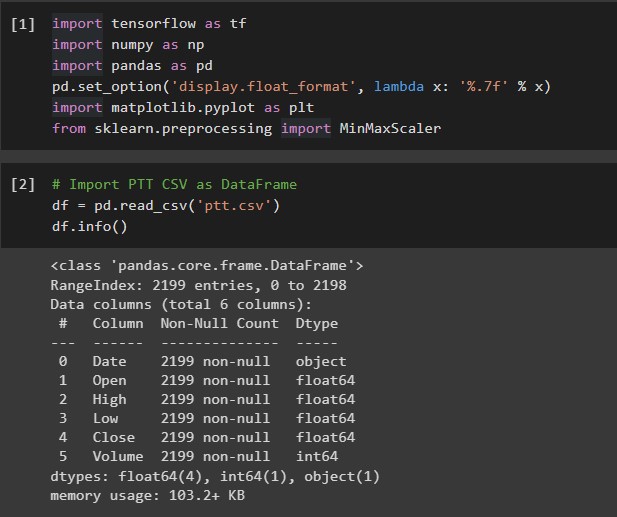 [1] import tensorflow as tf
import numpy as np
import pandas as pd
pd.set_option('display.float_format', lambda x: '%.7f' % x)
import matplotlib.pyplot as plt
from sklearn.preprocessing import MinMaxScaler
[2] # Import PTT CSV as DataFrame
df = pd.read_csv('ptt.csv')
df.info()
<class 'pandas.core.frame.DataFrame'>
RangeIndex: 2199 entries, 0 to 2198
Data columns (total 6 columns):
 #   Column  Non-Null Count  Dtype
---  ------  --------------  -----
 0   Date    2199 non-null   object
 1   Open    2199 non-null   float64
 2   High    2199 non-null   float64
 3   Low     2199 non-null   float64
 4   Close   2199 non-null   float64
 5   Volume  2199 non-null   int64
dtypes: float64(4), int64(1), object(1)
memory usage: 103.2+ KB